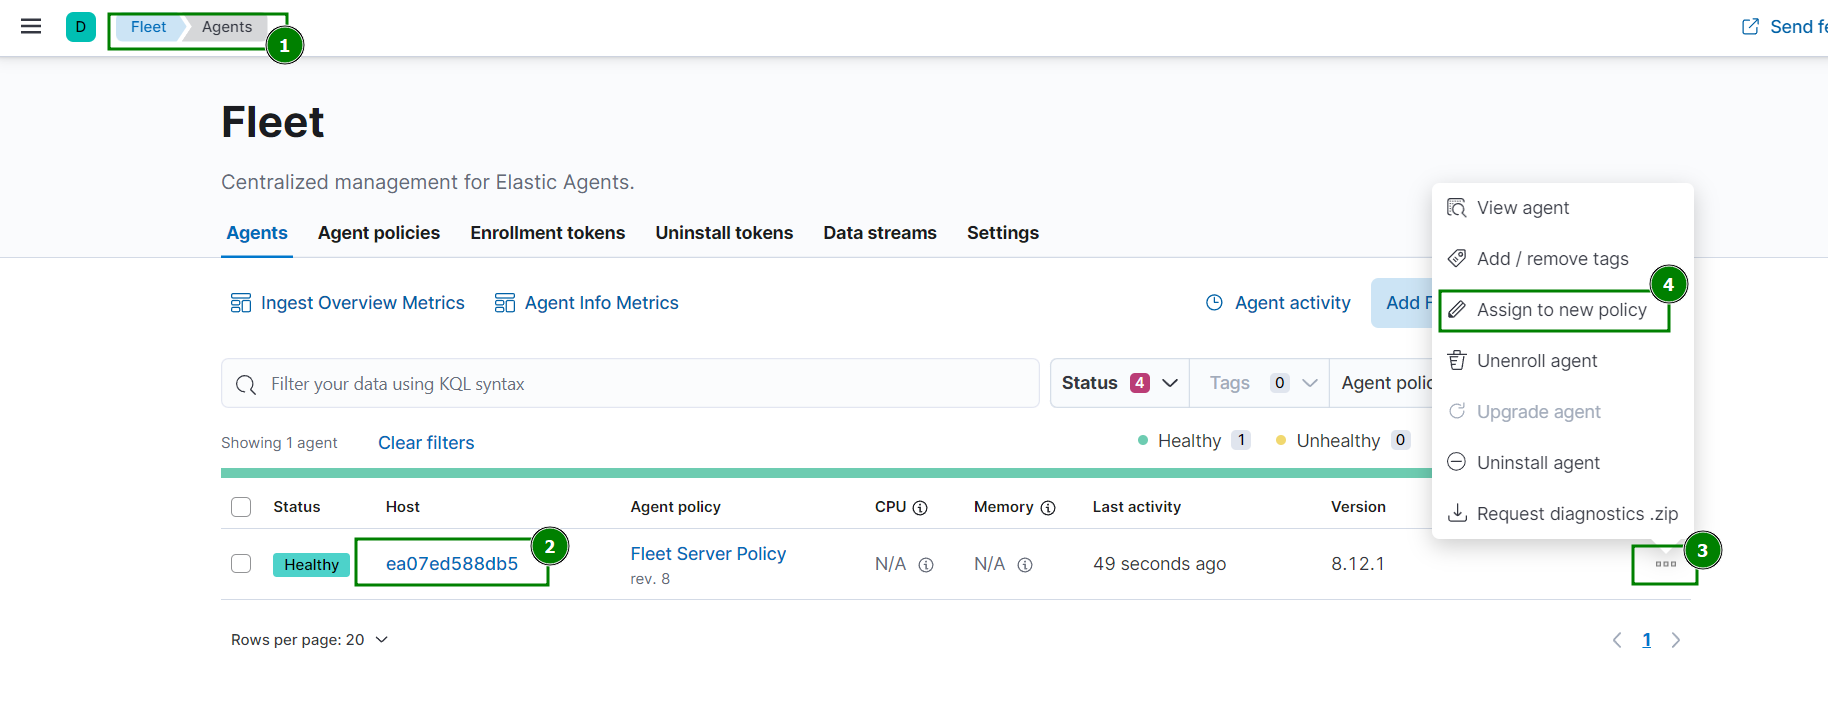 D Fleet Agents Send fe
1
Fleet
Centralized management for Elastic Agents.
View agent
Agents Agent policies Enrollment tokens Uninstall tokens Data streams Settings
Add / remove tags
4
Ingest Overview Metrics Agent Info Metrics Agent activity Add F
Assign to new policy
Unenroll agent
Filter your data using KQL syntax Status 4 Tags 0 Agent polic
Upgrade agent
Showing 1 agent Clear filters Healthy 1 Unhealthy 0
Uninstall agent
Status Host Agent policy CPU Memory Last activity Version
Request diagnostics .zip
2
3
Healthy ea07ed588db5 Fleet Server Policy N/A N/A 49 seconds ago 8.12.1
rev. 8
Rows per page: 20 1